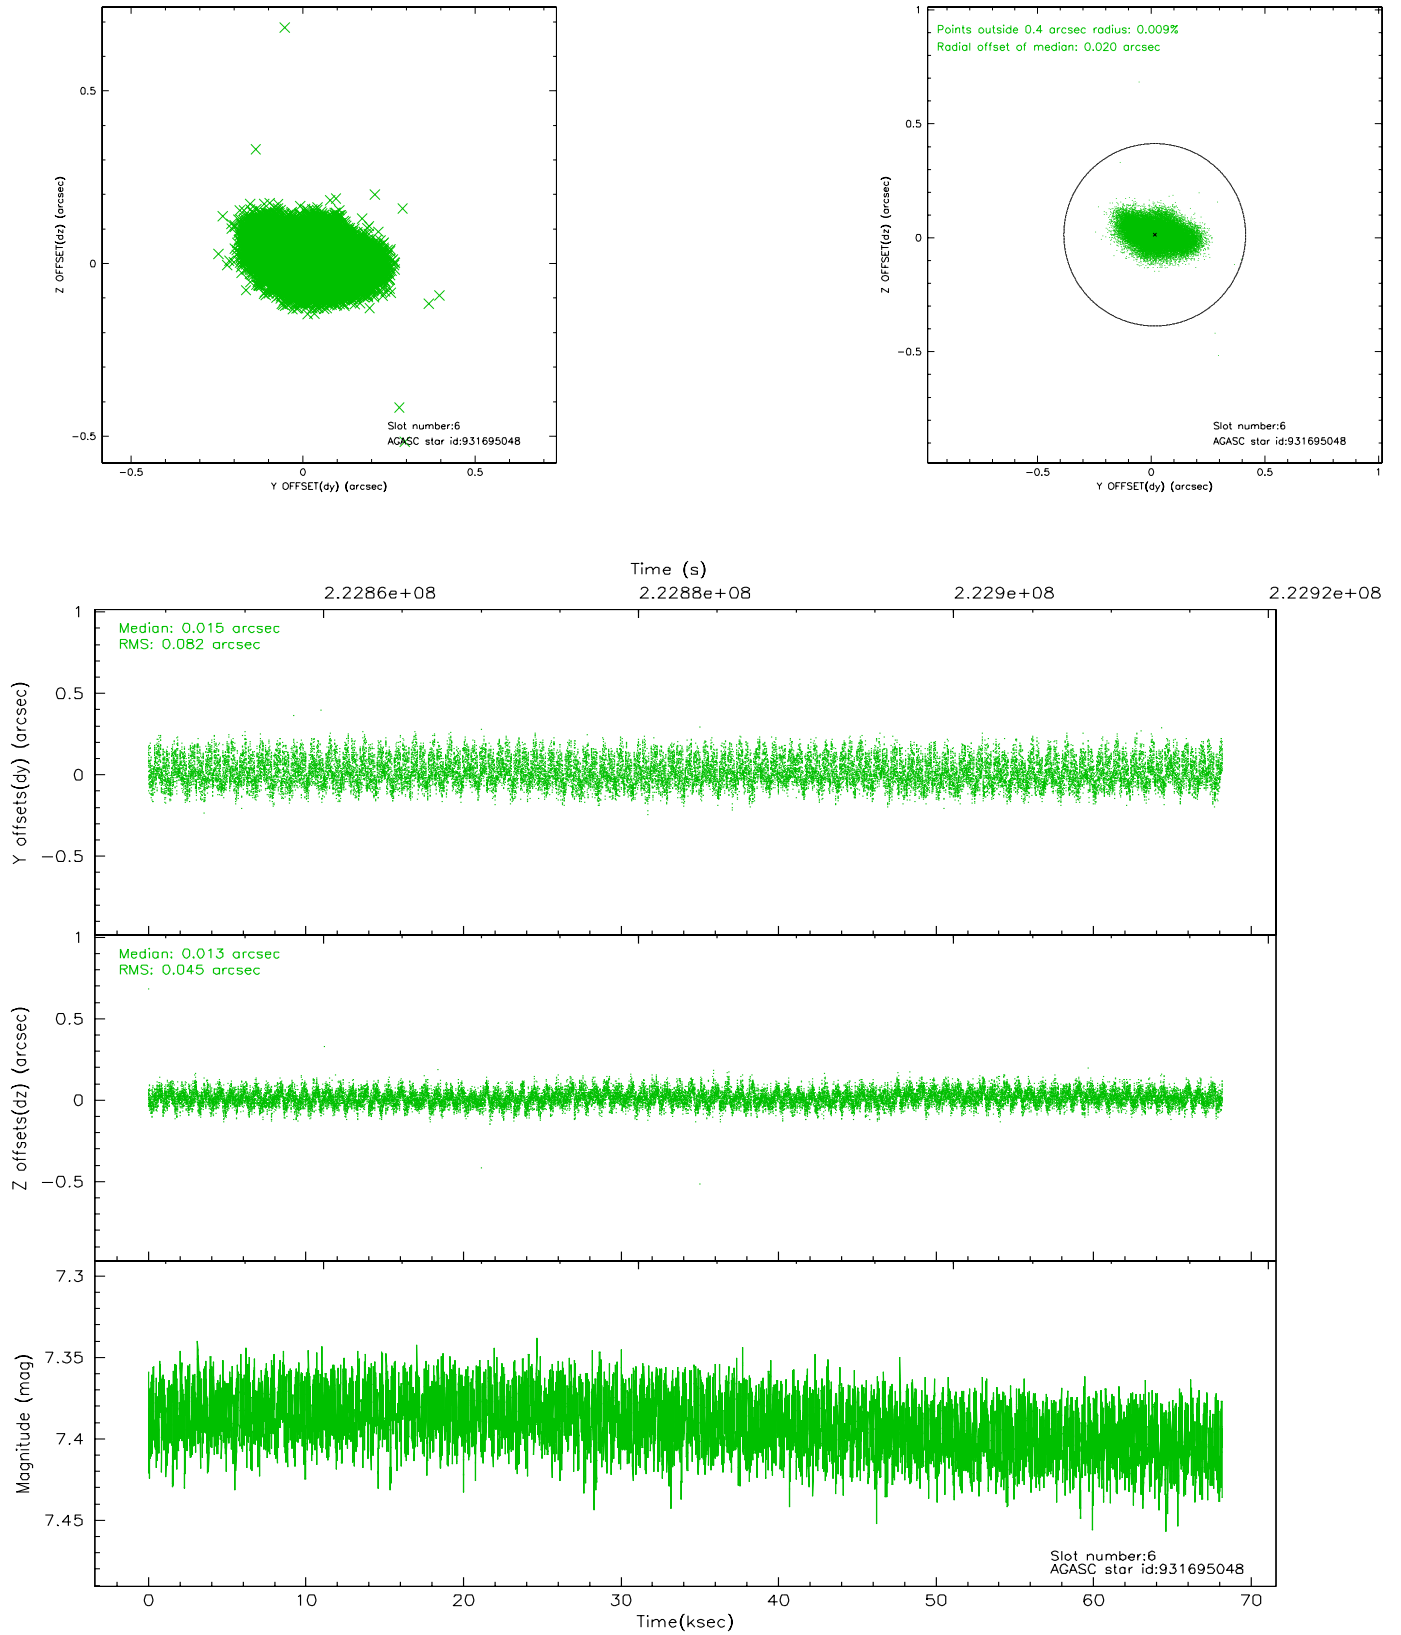 0.5
0
−0.5
−0.5
0
0.5
Z OFFSET(dz) (arcsec)
Y OFFSET(dy) (arcsec)
Slot number:6
AGASC star id:931695048
Points outside 0.4 arcsec radius: 0.009%
Radial offset of median: 0.020 arcsec
1
0.5
0
−0.5
−0.5
0
0.5
1
Z OFFSET(dz) (arcsec)
Y OFFSET(dy) (arcsec)
Slot number:6
AGASC star id:931695048
Time (s)
2.2286e+08
2.2288e+08
2.229e+08
2.2292e+08
Median: 0.015 arcsec
RMS: 0.082 arcsec
1
0.5
0
−0.5
Y offsets(dy) (arcsec)
Median: 0.013 arcsec
RMS: 0.045 arcsec
1
0.5
0
−0.5
Z offsets(dz) (arcsec)
7.3
7.35
7.4
7.45
Magnitude (mag)
Slot number:6
AGASC star id:931695048
0
10
20
30
40
50
60
70
Time(ksec)